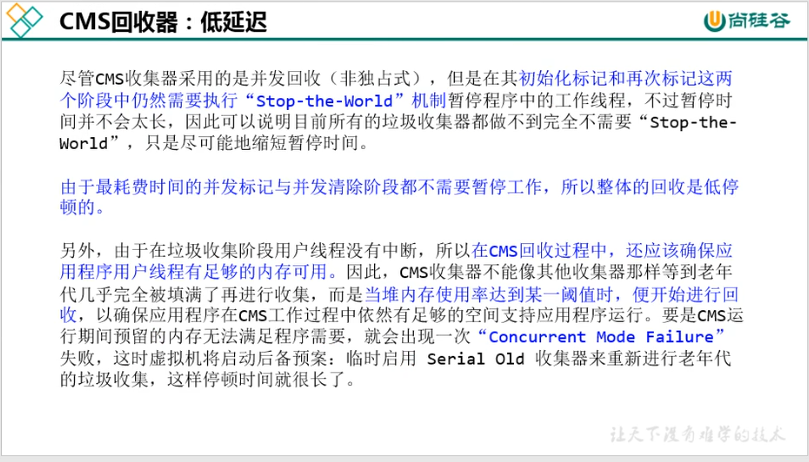 CMS回收器：低延迟
尚硅谷
尽管CMS收集器采用的是并发回收（非独占式），但是在其初始化标记和再次标记这两
个阶段中仍然需要执行“Stop-the-World”机制暂停程序中的工作线程，不过暂停时
间并不会太长，因此可以说明目前所有的垃圾收集器都做不到完全不需要“Stop-the-
World”，只是尽可能地缩短暂停时间。
由于最耗费时间的并发标记与并发清除阶段都不需要暂停工作，所以整体的回收是低停
顿的。
另外，由于在垃圾收集阶段用户线程没有中断，所以在CMS回收过程中，还应该确保应
用程序用户线程有足够的内存可用。因此，CMS收集器不能像其他收集器那样等到老年
代几乎完全被填满了再进行收集，而是当堆内存使用率达到某一阈值时，便开始进行回
收，以确保应用程序在CMS工作过程中依然有足够的空间支持应用程序运行。要是CMS运
行期间预留的内存无法满足程序需要，就会出现一次“Concurrent Mode Failure”
失败，这时虚拟机将启动后备预案：临时启用 Serial Old 收集器来重新进行老年代
的垃圾收集，这样停顿时间就很长了。
让天下没有难学的技术